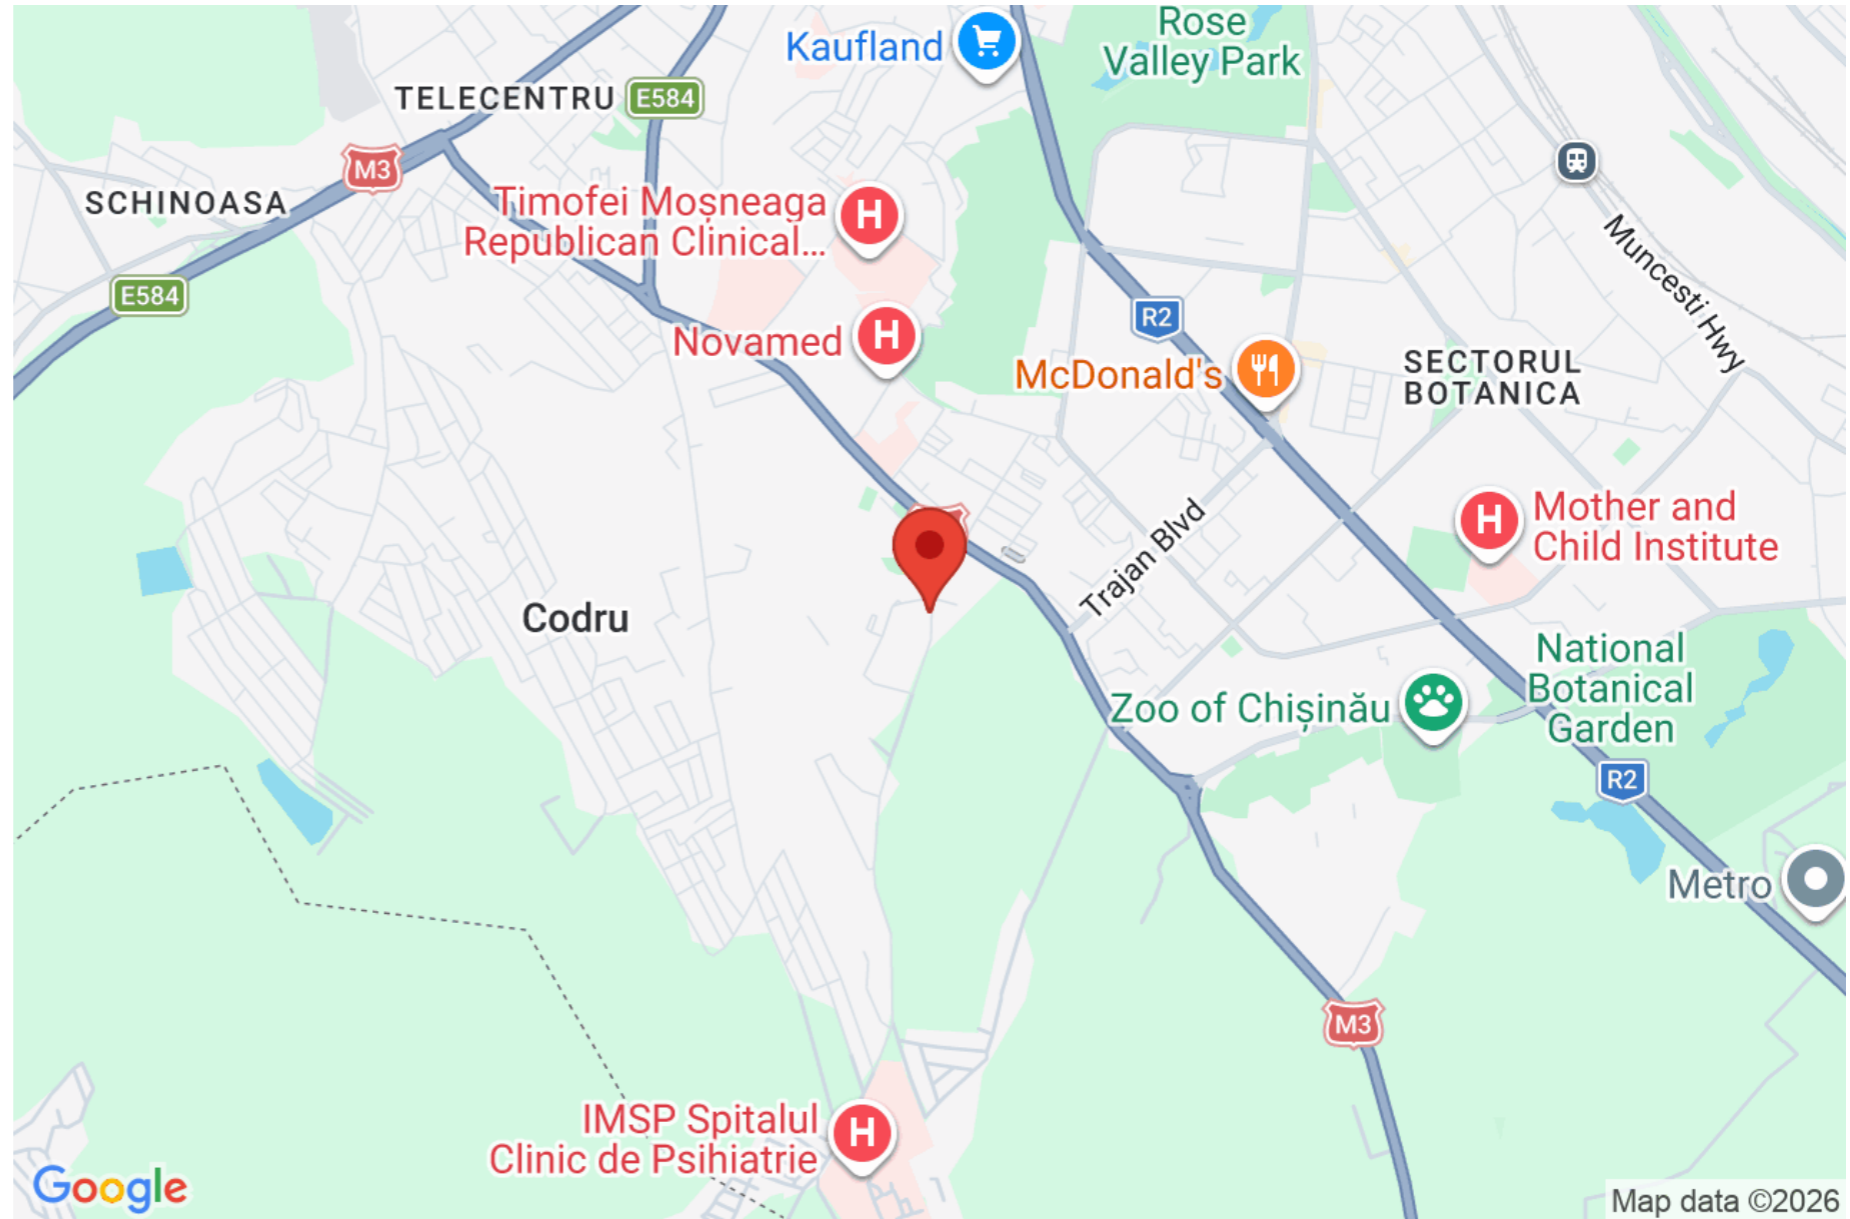 Rose
Valley Park
Kaufland
TELECENTRU
E584
M3
SCHINOASA
Timofei Moșneaga
Republican Clinical...
H
E584
Muncesti Hwy
R2
Novamed
H
McDonald's
SECTORUL
BOTANICA
Trajan Blvd
H
Mother and
Child Institute
Codru
National
Botanical
Garden
Zoo of Chișinău
R2
Metro
M3
IMSP Spitalul
Clinic de Psihiatrie
H
Google
Map data ©2026